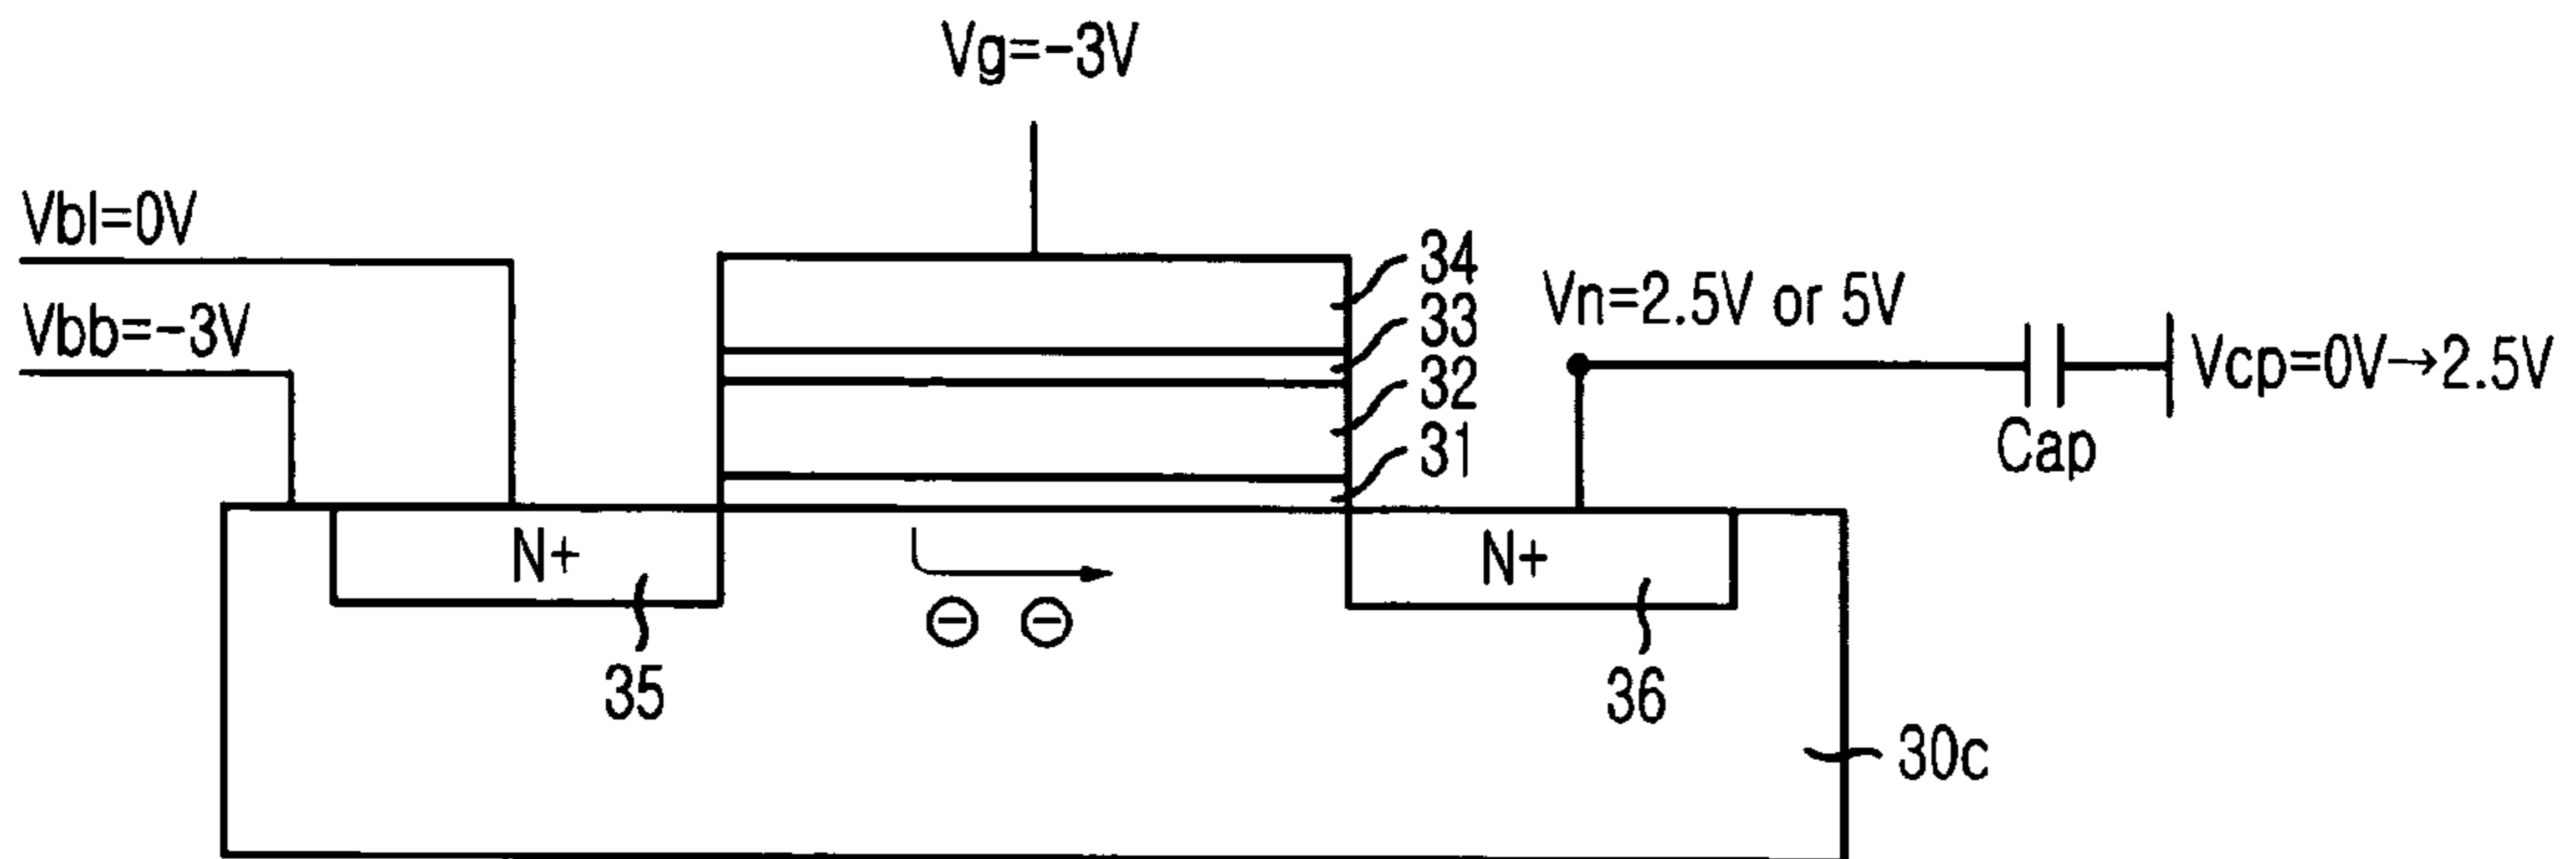 Vg=-3V
Vbl=0V
Vbb=-3V
34
33
32
31
Vn=2.5V or 5V
Vcp=0V→2.5V
Cap
N+
N+
⊖ ⊖
35
36
30c